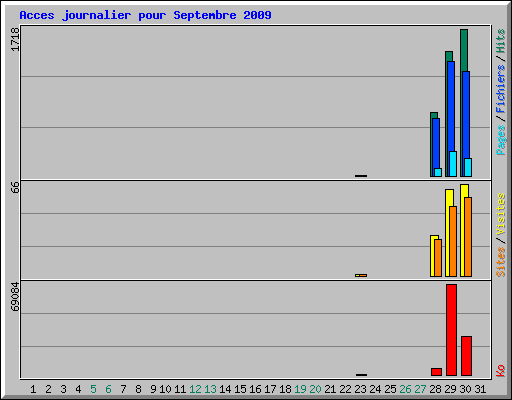 Acces journalier pour Septembre 2009
1718
66
69084
Pages / Fichiers / Hits
Sites / Visites
Ko
1 2 3 4 5 6 7 8 9 10 11 12 13 14 15 16 17 18 19 20 21 22 23 24 25 26 27 28 29 30 31